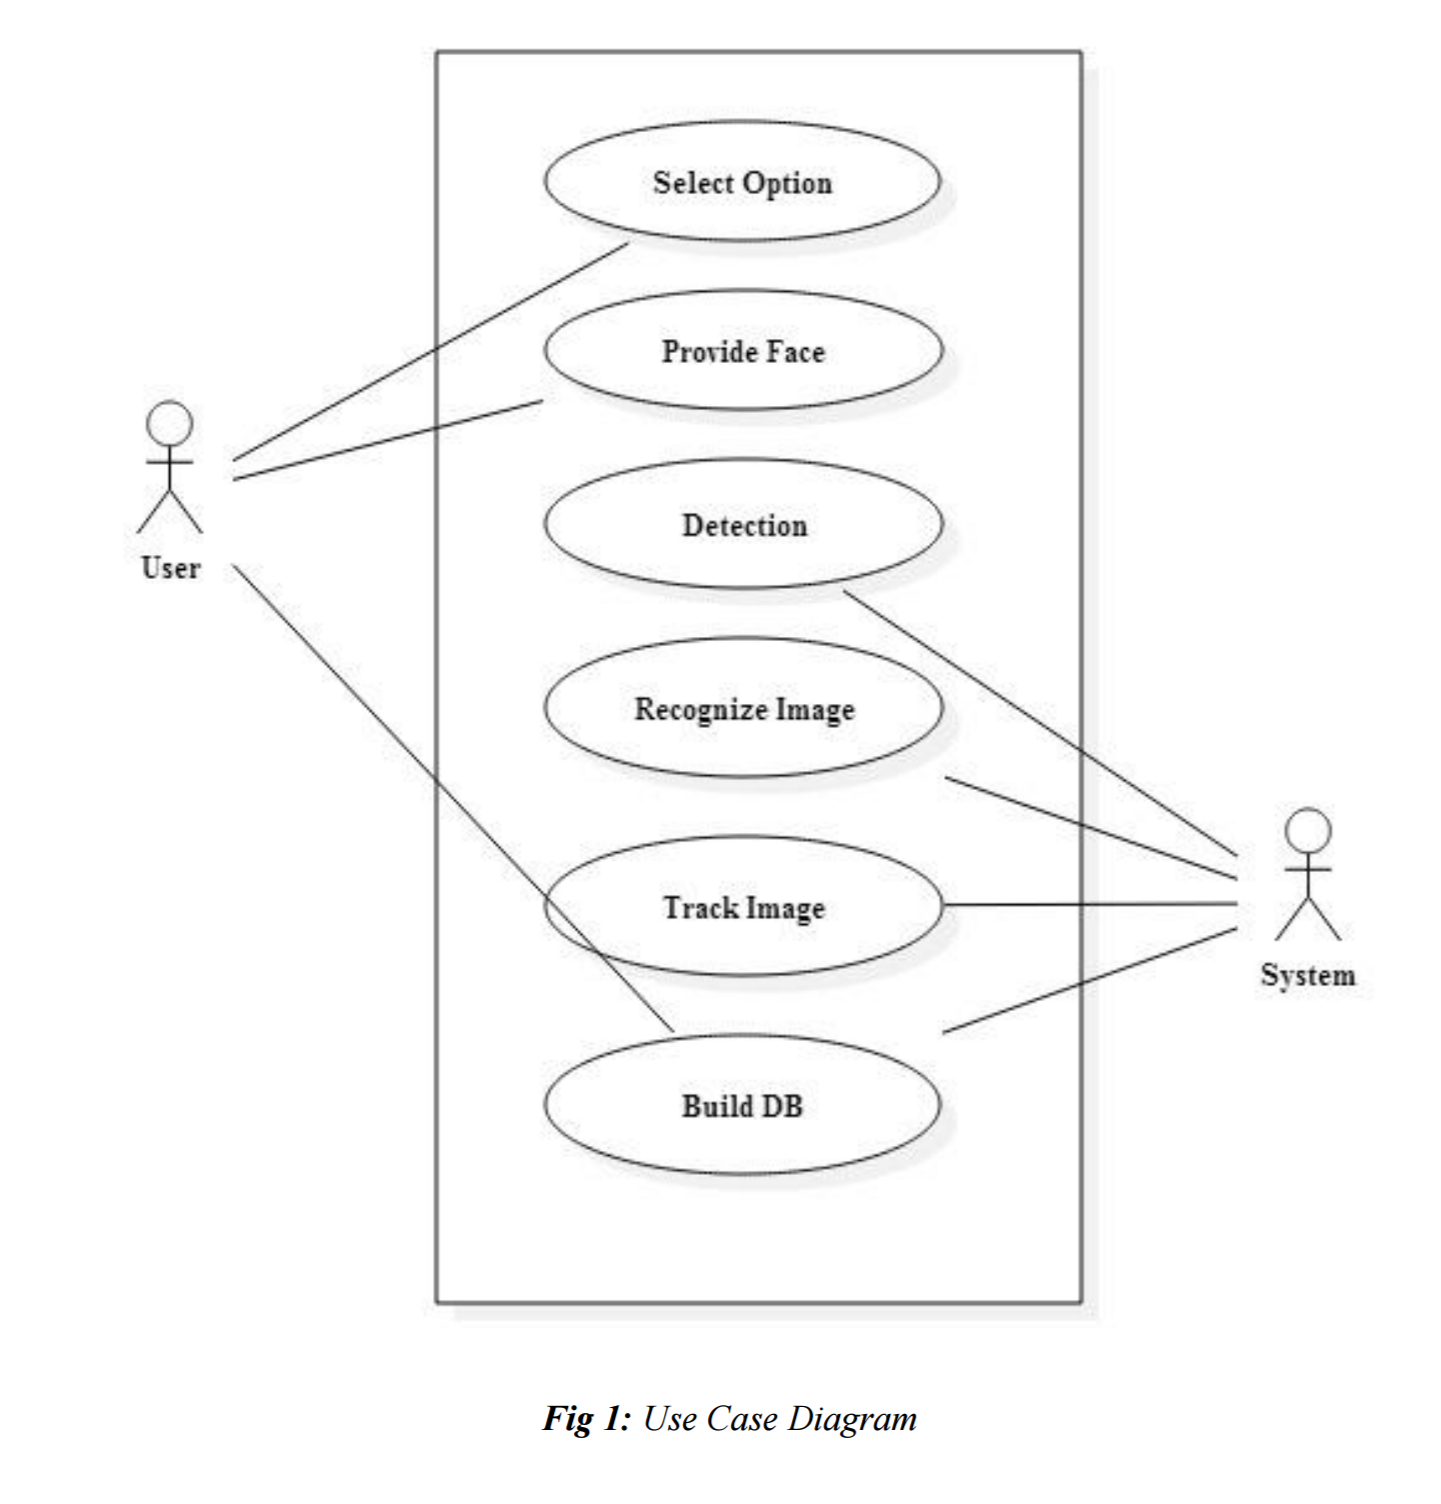 Select Option
Provide Face
Detection
User
Recognize Image
Track Image
System
Build DB
Fig 1: Use Case Diagram